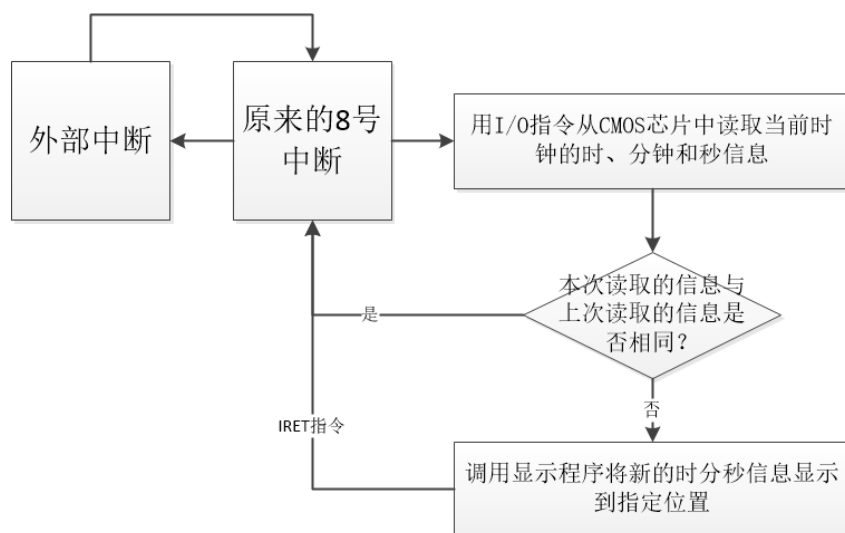 外部中断
原来的8号
中断
用I/O指令从CMOS芯片中读取当前时
钟的时、分钟和秒信息
本次读取的信息与
上次读取的信息是
否相同？
是
否
IRET指令
调用显示程序将新的时分秒信息显示
到指定位置